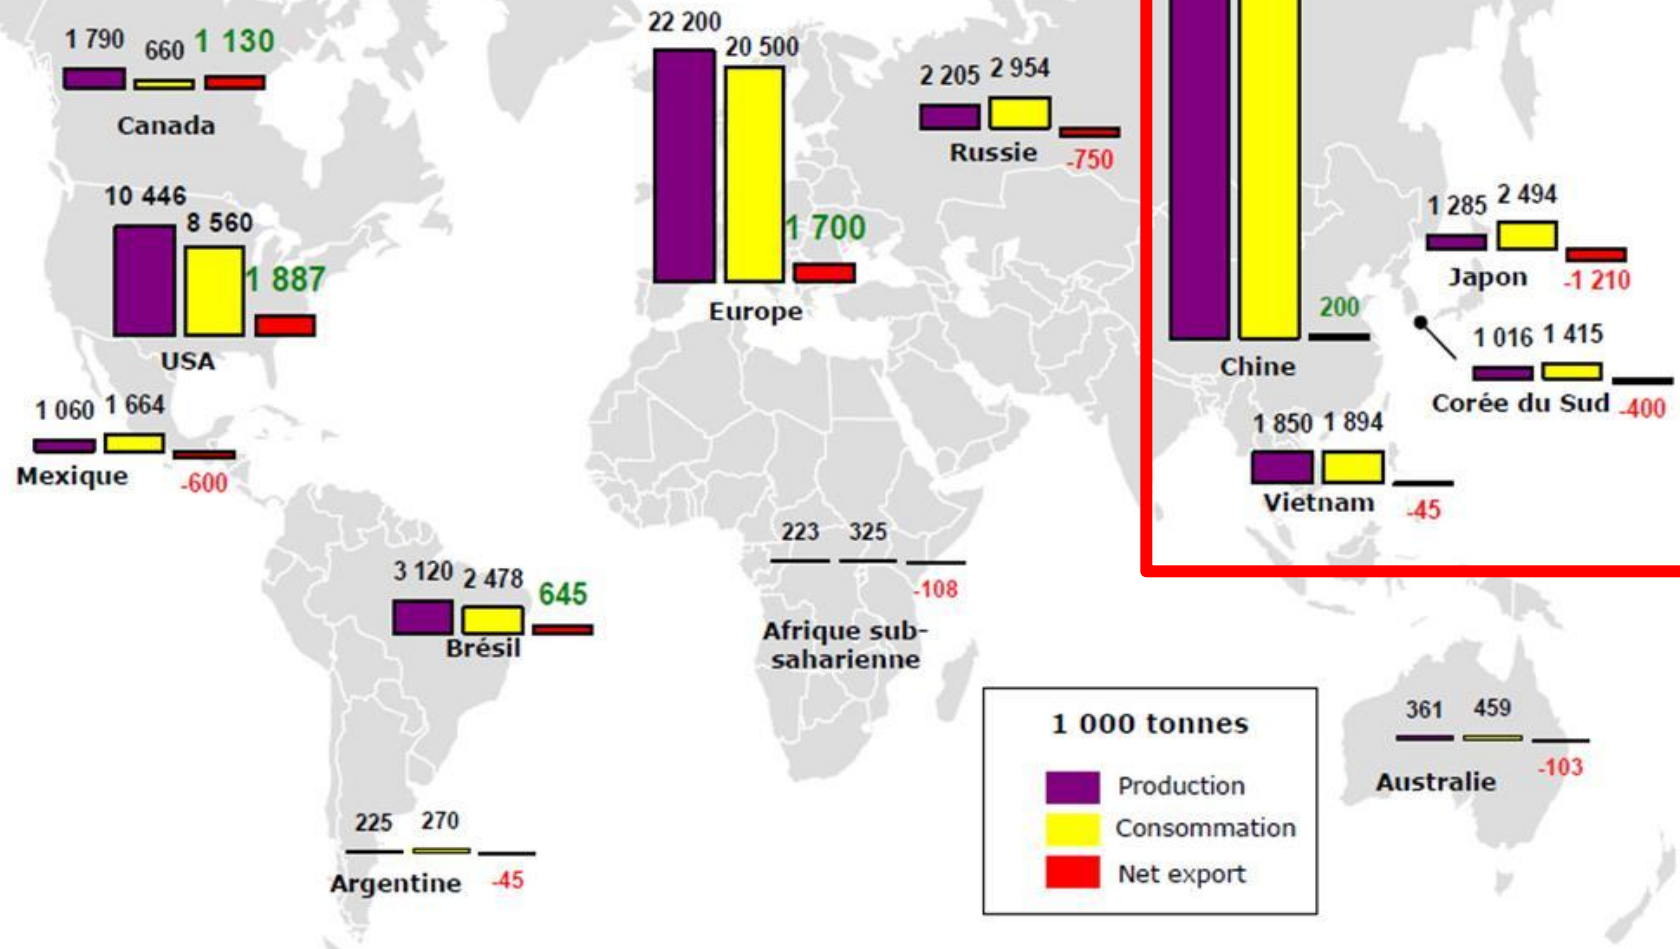 1 790 660 1 130
Canada
10 446 8 560 1 887
USA
1 060 1 664
Mexique -600
3 120 2 478 645
Brésil
225 270
Argentine -45
22 200 20 500 1 700
Europe
2 205 2 954
Russie -750
223 325
-108
Afrique sub-
saharienne
200
Chine
1 285 2 494
Japon -1 210
1 016 1 415
Corée du Sud -400
1 850 1 894
Vietnam -45
361 459
Australie -103
1 000 tonnes
Production
Consommation
Net export